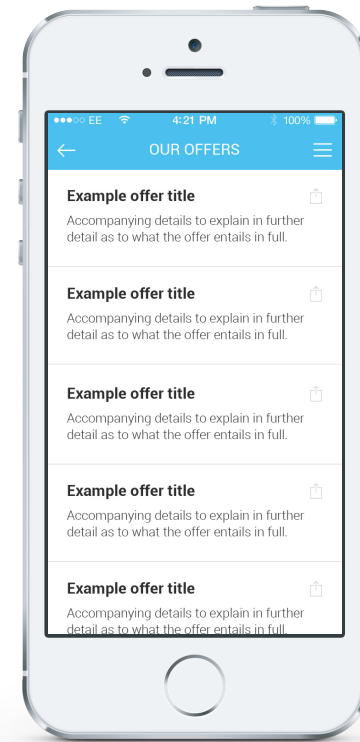 EE 4:21 PM 100%
OUR OFFERS
Example offer title
Accompanying details to explain in further
detail as to what the offer entails in full.
Example offer title
Accompanying details to explain in further
detail as to what the offer entails in full.
Example offer title
Accompanying details to explain in further
detail as to what the offer entails in full.
Example offer title
Accompanying details to explain in further
detail as to what the offer entails in full.
Example offer title
Accompanying details to explain in further
detail as to what the offer entails in full.